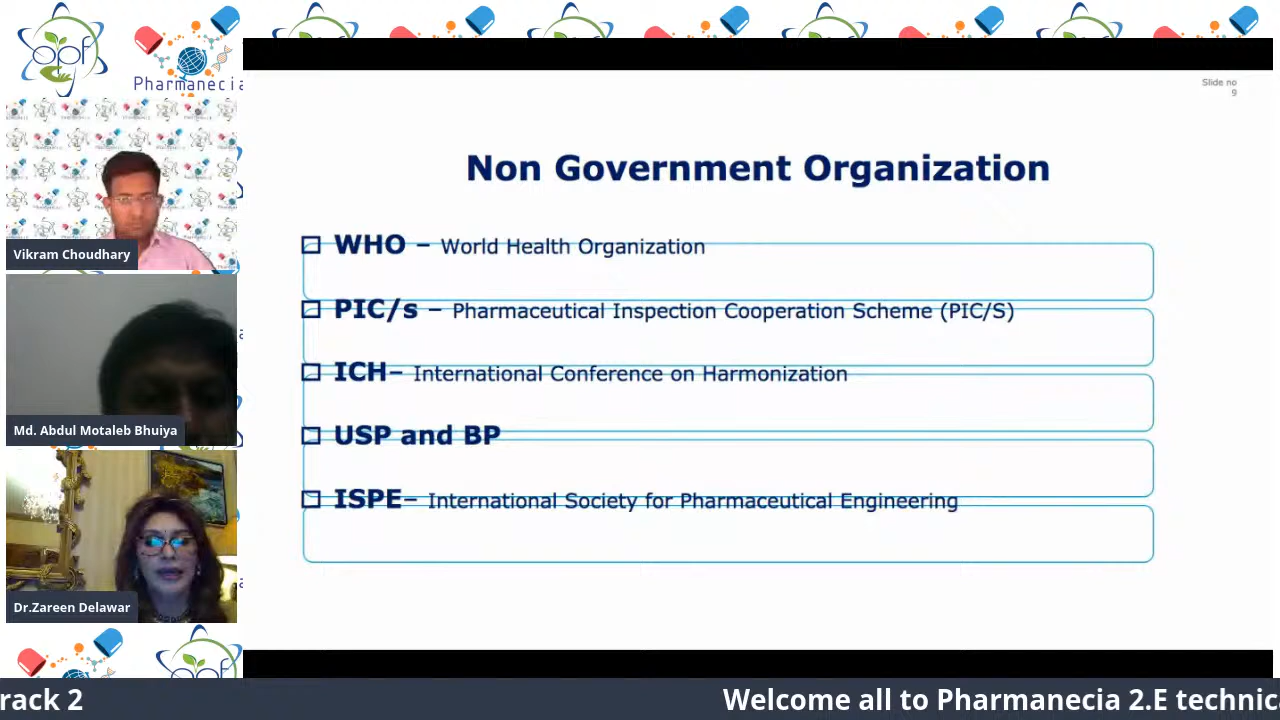 opf
Pharmanecia
Slide no
9
Non Government Organization
WHO – World Health Organization
PIC/s – Pharmaceutical Inspection Cooperation Scheme (PIC/S)
ICH– International Conference on Harmonization
USP and BP
ISPE– International Society for Pharmaceutical Engineering
Vikram Choudhary
Md. Abdul Motaleb Bhuiya
Dr.Zareen Delawar
opf
rack 2
Welcome all to Pharmanecia 2.E technic